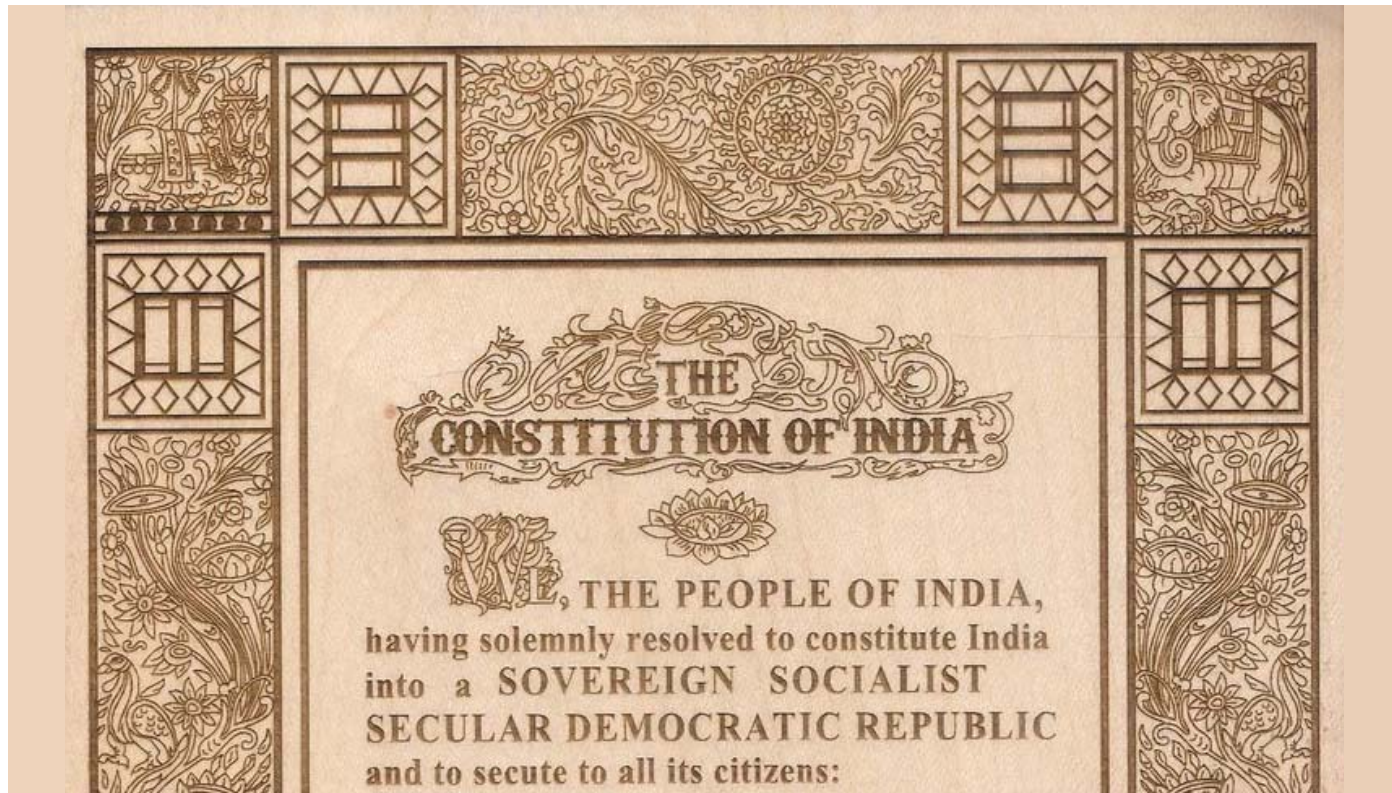 THE
CONSTITUTION OF INDIA
WE, THE PEOPLE OF INDIA,
having solemnly resolved to constitute India
into a SOVEREIGN SOCIALIST
SECULAR DEMOCRATIC REPUBLIC
and to secute to all its citizens: